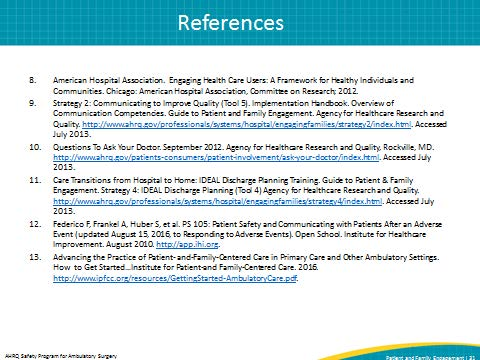 References
8. American Hospital Association. Engaging Health Care Users: A Framework for Healthy Individuals and
Communities. Chicago: American Hospital Association, Committee on Research; 2012.
9. Strategy 2: Communicating to Improve Quality (Tool 5). Implementation Handbook. Overview of
Communication Competencies. Guide to Patient and Family Engagement. Agency for Healthcare Research and
Quality. http://www.ahrq.gov/professionals/systems/hospital/engagingfamilies/strategy2/index.html. Accessed
July 2013.
10. Questions To Ask Your Doctor. September 2012. Agency for Healthcare Research and Quality, Rockville, MD.
http://www.ahrq.gov/patients-consumers/patient-involvement/ask-your-doctor/index.html. Accessed July
2013.
11. Care Transitions from Hospital to Home: IDEAL Discharge Planning Training. Guide to Patient & Family
Engagement. Strategy 4: IDEAL Discharge Planning (Tool 4) Agency for Healthcare Research and Quality.
http://www.ahrq.gov/professionals/systems/hospital/engagingfamilies/strategy4/index.html. Accessed July
2013.
12. Federico F, Frankel A, Huber S, et al. PS 105: Patient Safety and Communicating with Patients After an Adverse
Event (updated August 15, 2016, to Responding to Adverse Events). Open School. Institute for Healthcare
Improvement. August 2010. http://app.ihi.org.
13. Advancing the Practice of Patient- and-Family-Centered Care in Primary Care and Other Ambulatory Settings.
How to Get Started...Institute for Patient-and Family-Centered Care. 2016.
http://www.ipfcc.org/resources/GettingStarted-AmbulatoryCare.pdf.
AHRQ Safety Program for Ambulatory Surgery
Patient and Family Engagement | 31